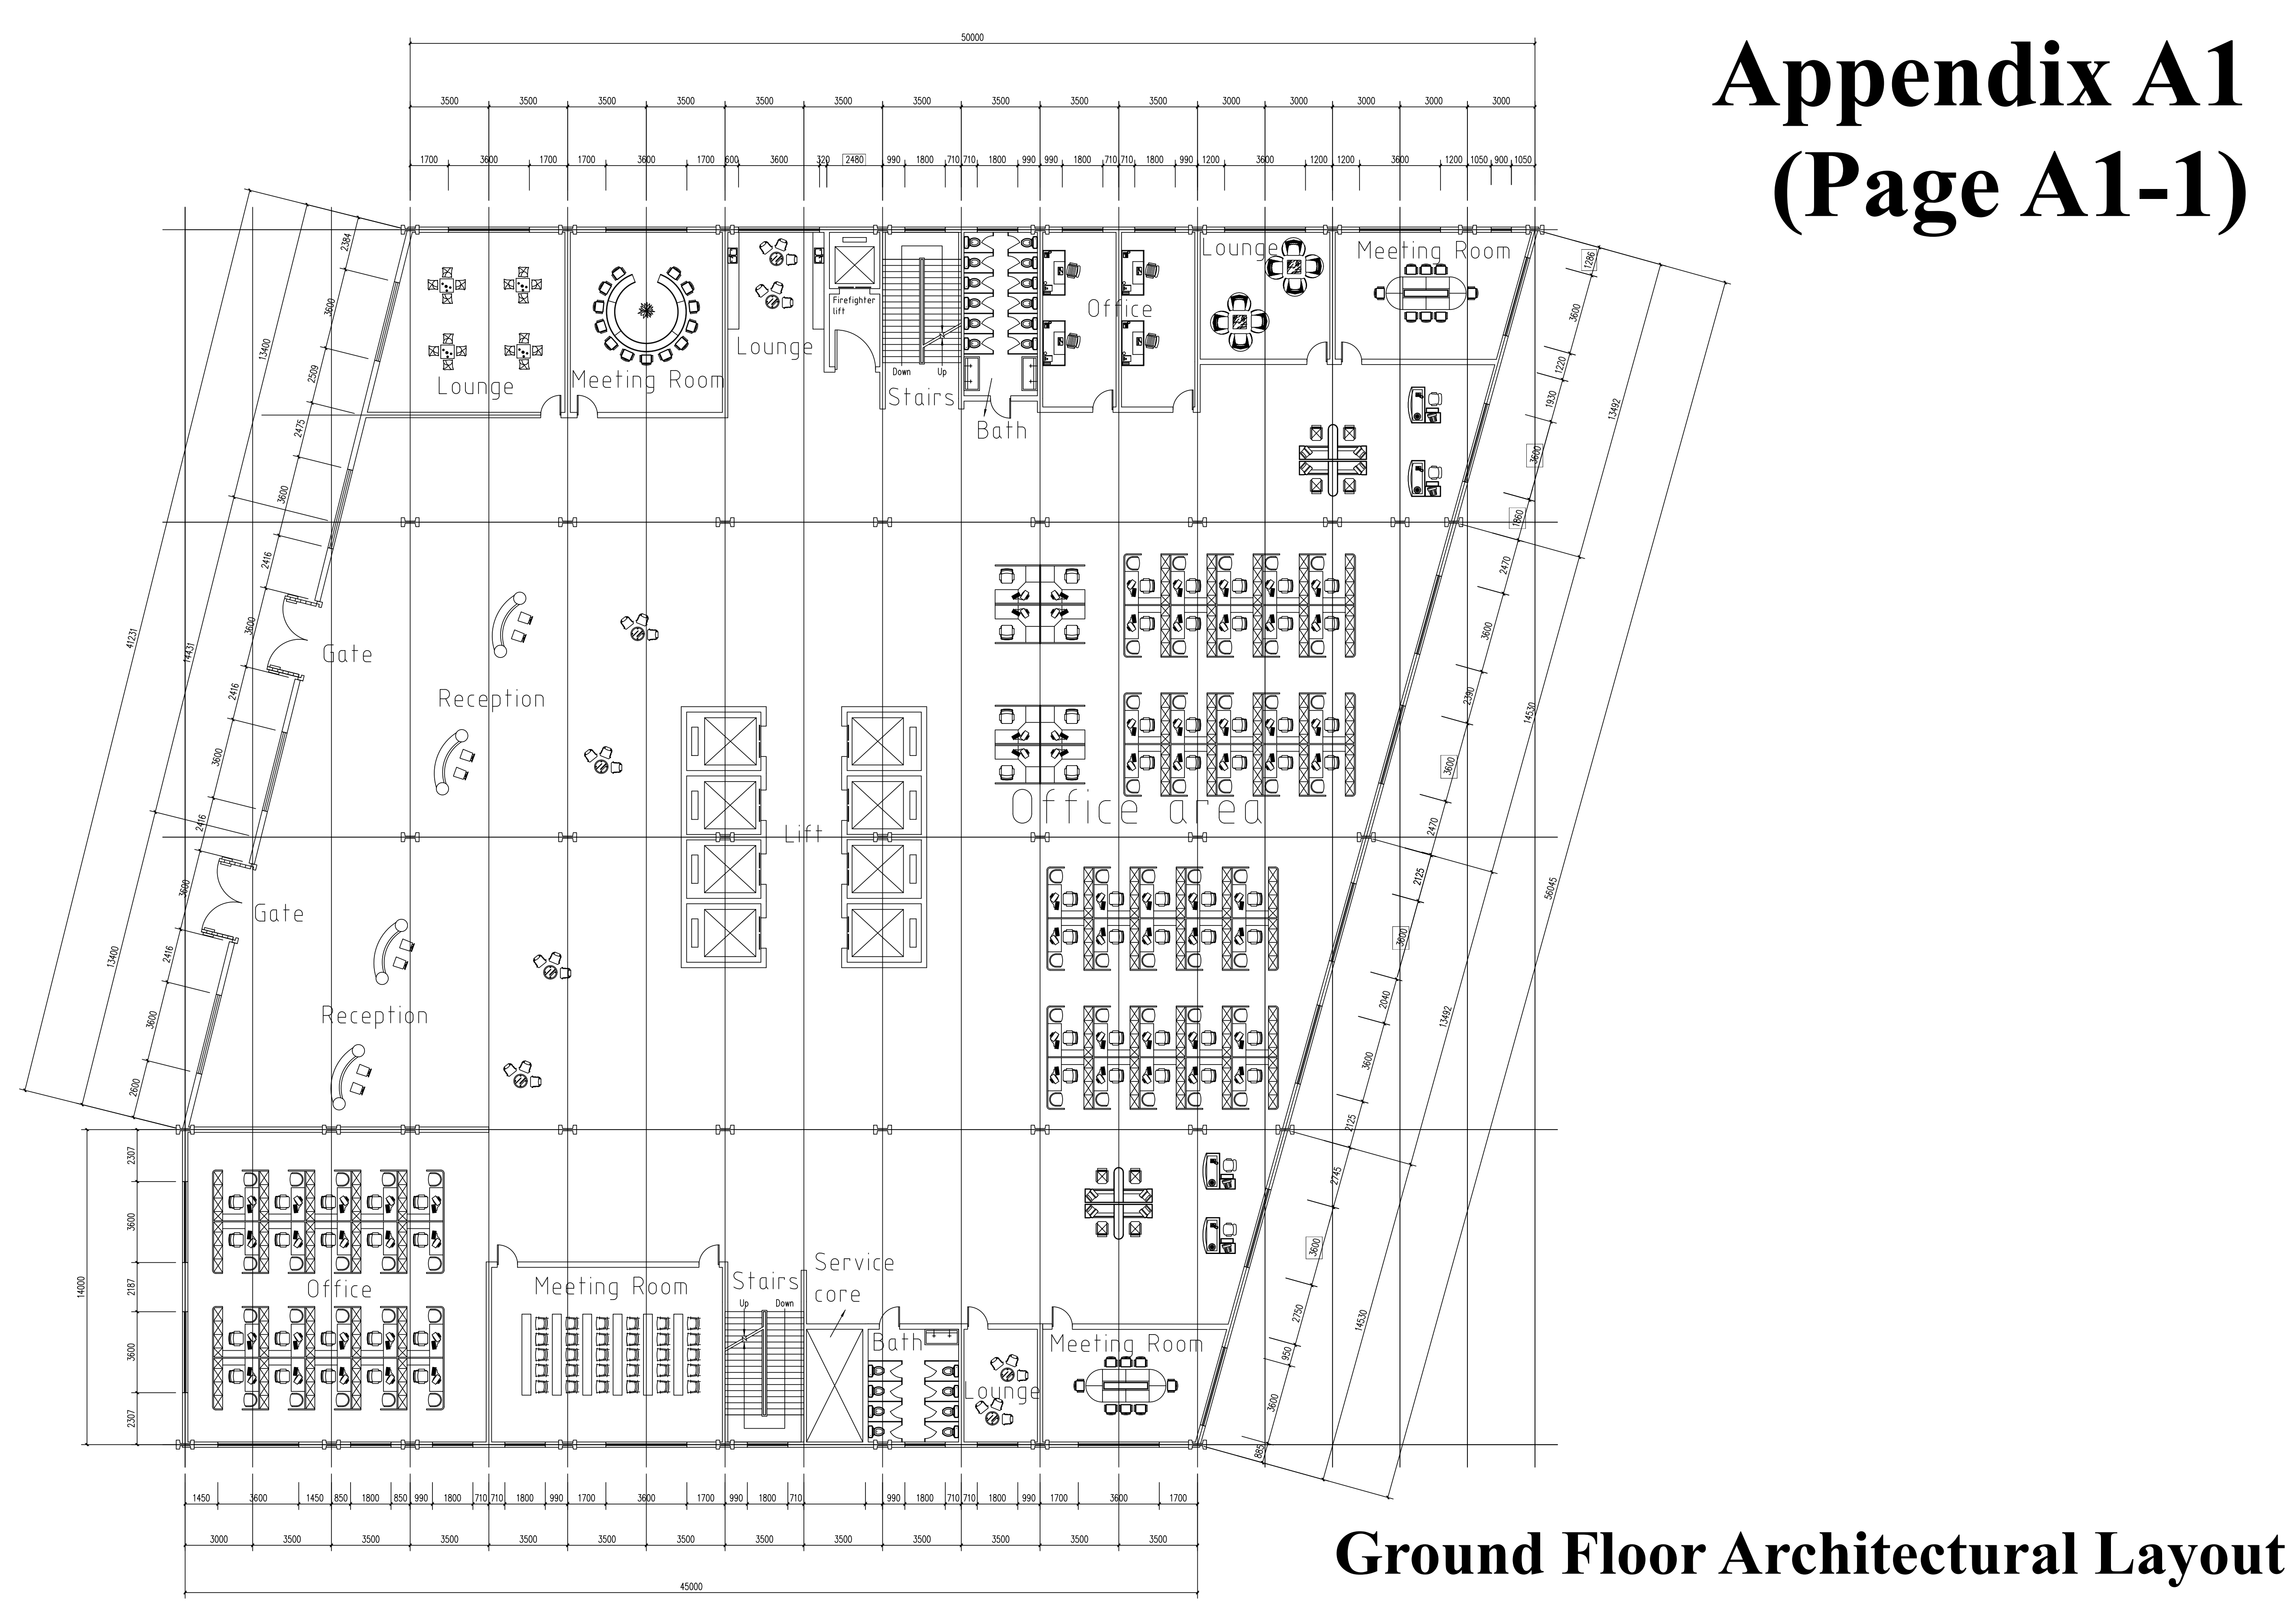 Appendix A1
(Page A1-1)
50000
3500 3500 3500 3500 3500 3500 3500 3500 3500 3500 3000 3000 3000 3000 3000
1700 3600 1700 1700 3600 1700 600 3600 320 2480 990 1800 710 710 1800 990 990 1800 710 710 1800 990 1200 3600 1200 1200 3600 1200 1050 900 1050
41231
13400
14431
13400
2384
3600
2509
2475
3600
2416
3600
2416
3600
2416
3600
2416
3600
2600
Lounge
Meeting Room
Lounge
Firefighter
lift
Down Up
Stairs
Bath
Office
Lounge
Meeting Room
Gate
Reception
Lift
Office area
Gate
Reception
1286
3600
1220
1930
3600
1860
2470
3600
2390
3600
2470
2125
3600
2040
3600
2125
2745
3600
2750
950
3600
885
13492
14530
13492
14530
56045
14000
2307
3600
2187
3600
2307
Office
Meeting Room
Stairs
Up Down
Service
core
Bath
Lounge
Meeting Room
1450 3600 1450 850 1800 850 990 1800 710 710 1800 990 1700 3600 1700 990 1800 710 990 1800 710 710 1800 990 1700 3600 1700
3000 3500 3500 3500 3500 3500 3500 3500 3500 3500 3500 3500 3500
45000
Ground Floor Architectural Layout